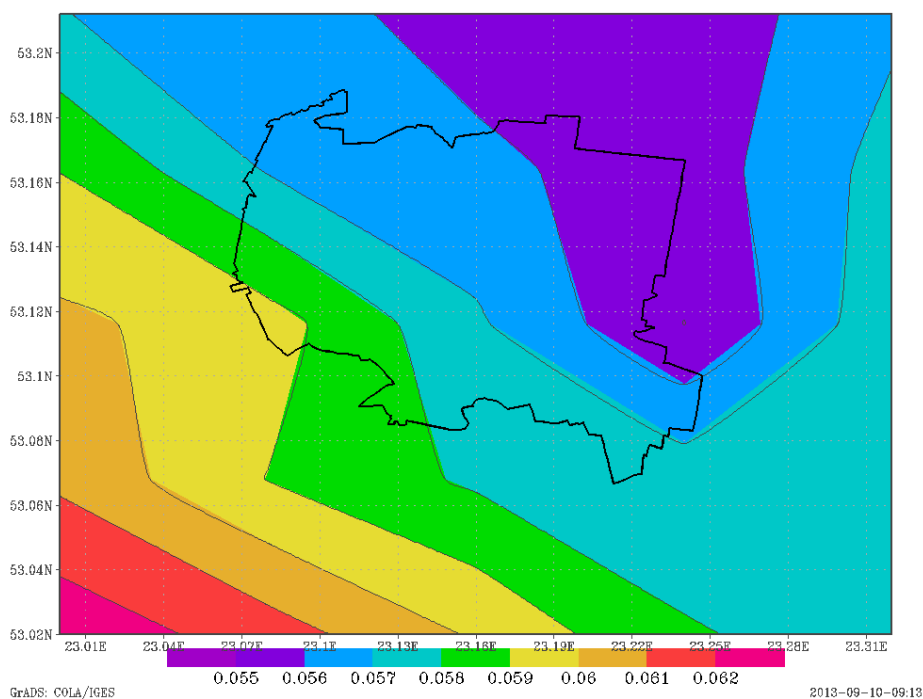 53.2N
53.18N
53.16N
53.14N
53.12N
53.1N
53.08N
53.06N
53.04N
53.02N
23.01E 23.04E 23.07E 23.1E 23.13E 23.16E 23.19E 23.22E 23.25E 23.28E 23.31E
0.055 0.056 0.057 0.058 0.059 0.06 0.061 0.062
GrADS: COLA/IGES 2013-09-10-09:13